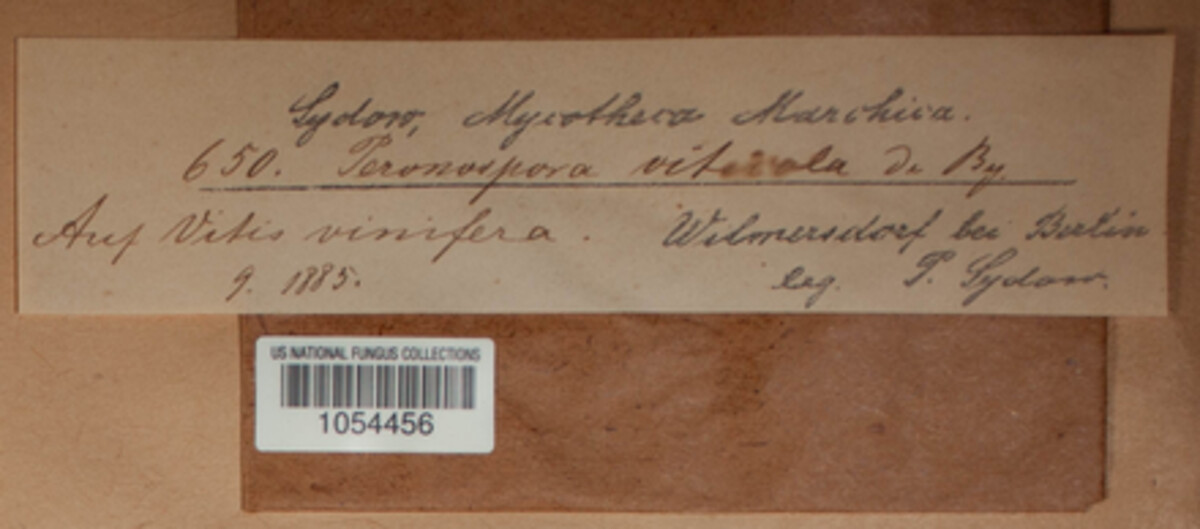 Sydow, Mycotheca Marchica.
650. Peronospora viticola de By
Auf Vitis vinifera. Wilmersdorf bei Berlin
9. 1885. leg. P. Sydow.
US NATIONAL FUNGUS COLLECTIONS
1054456